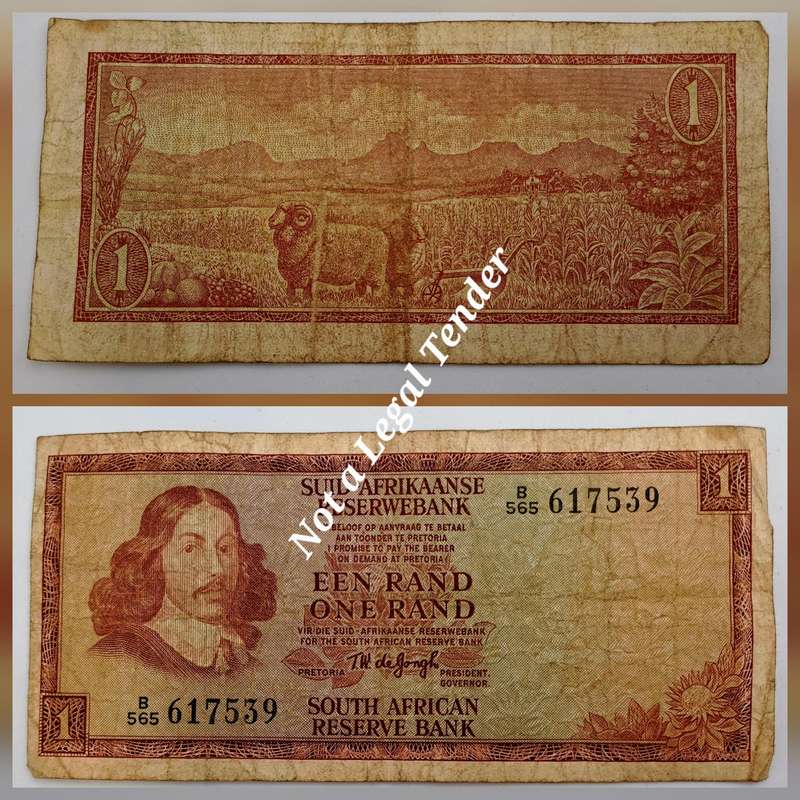 1
1
Not a Legal Tender
SUID-AFRIKAANSE
RESERWEBANK
B
565 617539
1
BELOOF OP AANVRAAG TE BETAAL
AAN TOONDER TE PRETORIA
I PROMISE TO PAY THE BEARER
ON DEMAND AT PRETORIA
EEN RAND
ONE RAND
VIR DIE SUID-AFRIKAANSE RESERWEBANK
FOR THE SOUTH AFRICAN RESERVE BANK
T.W. de Jongh
PRETORIA PRESIDENT.
GOVERNOR.
1
B
565 617539
SOUTH AFRICAN
RESERVE BANK